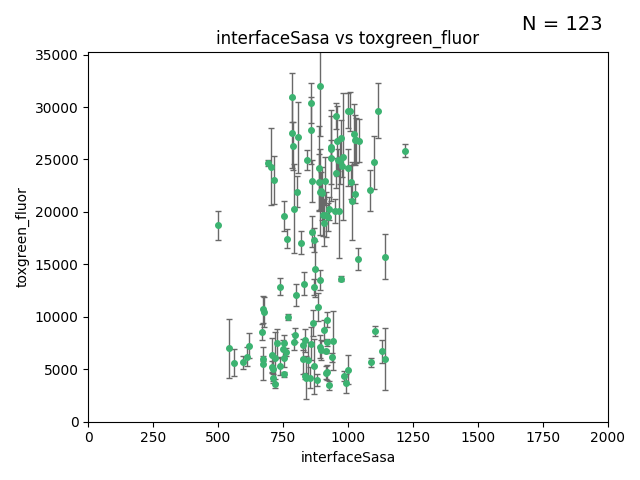 N = 123
interfaceSasa vs toxgreen_fluor
35000
30000
25000
20000
15000
10000
5000
0
toxgreen_fluor
0 250 500 750 1000 1250 1500 1750 2000
interfaceSasa